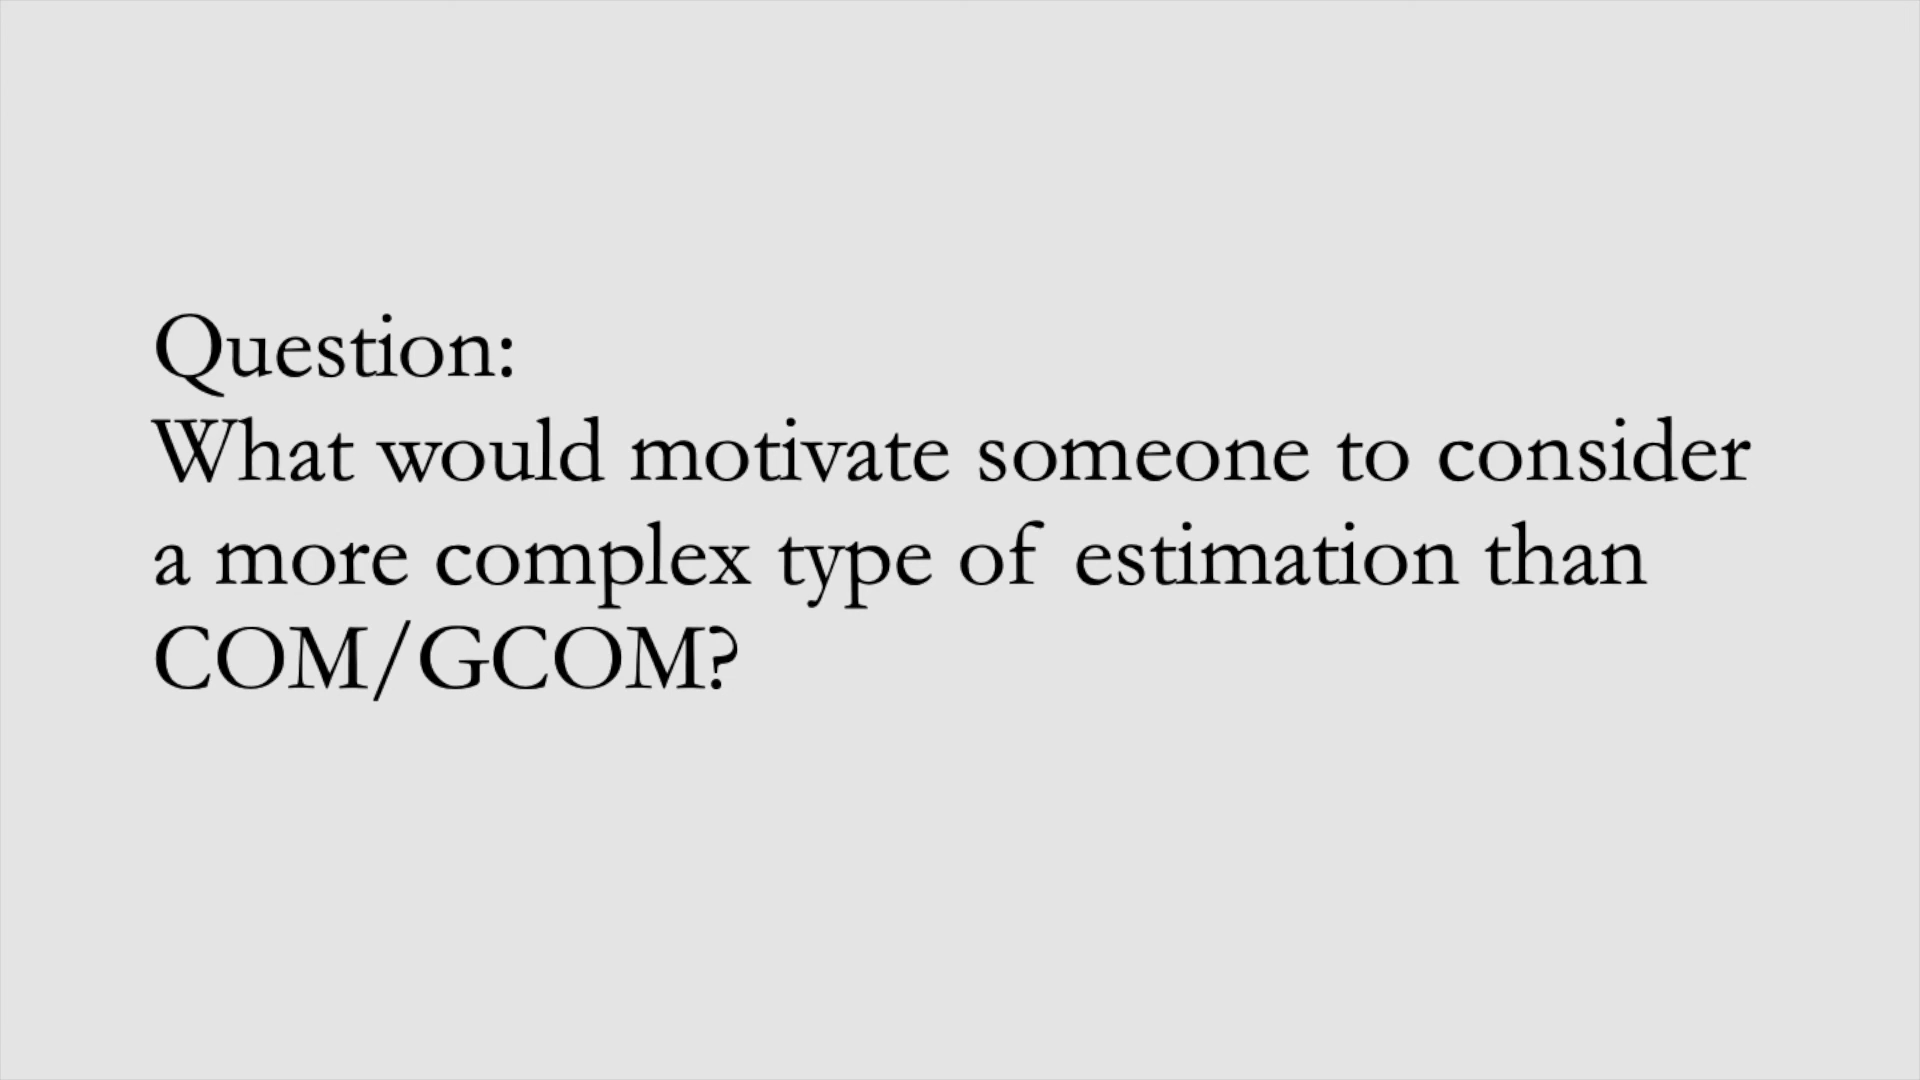 Question:
What would motivate someone to consider
a more complex type of estimation than
COM/GCOM?